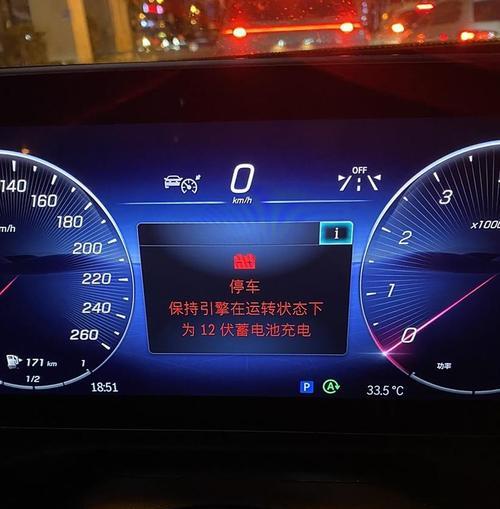 140
160
180
200
220
240
260
0
km/h
OFF
i
停车
保持引擎在运转状态下
为 12 伏蓄电池充电
3
2
1
0
x1000
功率
171 km
1/2
1
18:51
P
A
33.5 °C